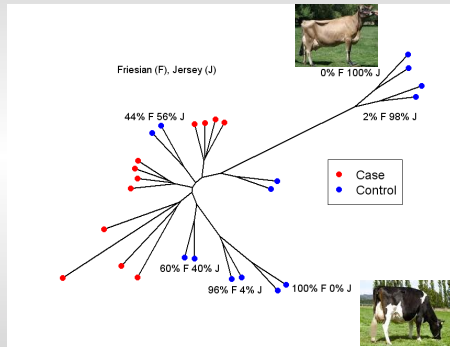 Friesian (F), Jersey (J)
0% F 100% J
2% F 98% J
44% F 56% J
Case
Control
60% F 40% J
96% F 4% J
100% F 0% J